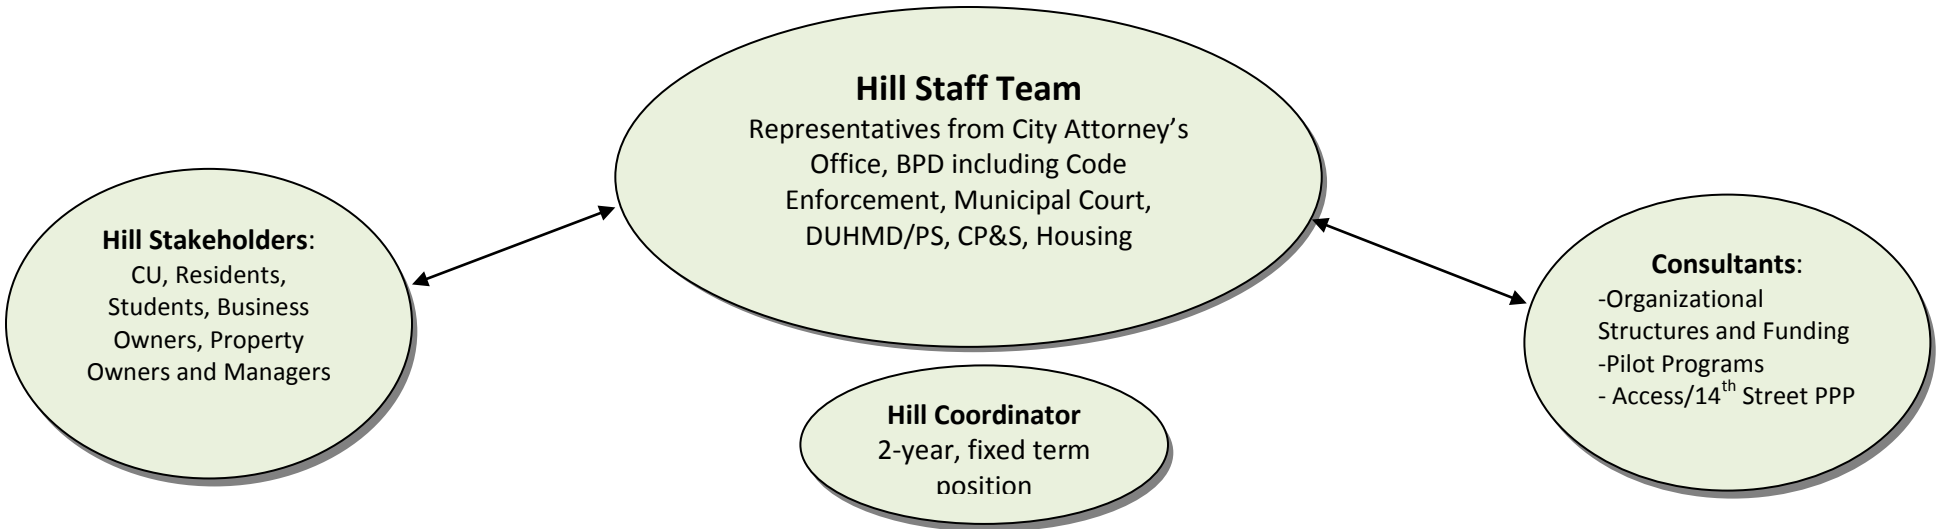 Hill Staff Team
Representatives from City Attorney’s
Office, BPD including Code
Enforcement, Municipal Court,
DUHMD/PS, CP&S, Housing
Hill Stakeholders:
CU, Residents,
Students, Business
Owners, Property
Owners and Managers
Consultants:
-Organizational
Structures and Funding
-Pilot Programs
- Access/14th Street PPP
Hill Coordinator
2-year, fixed term
position